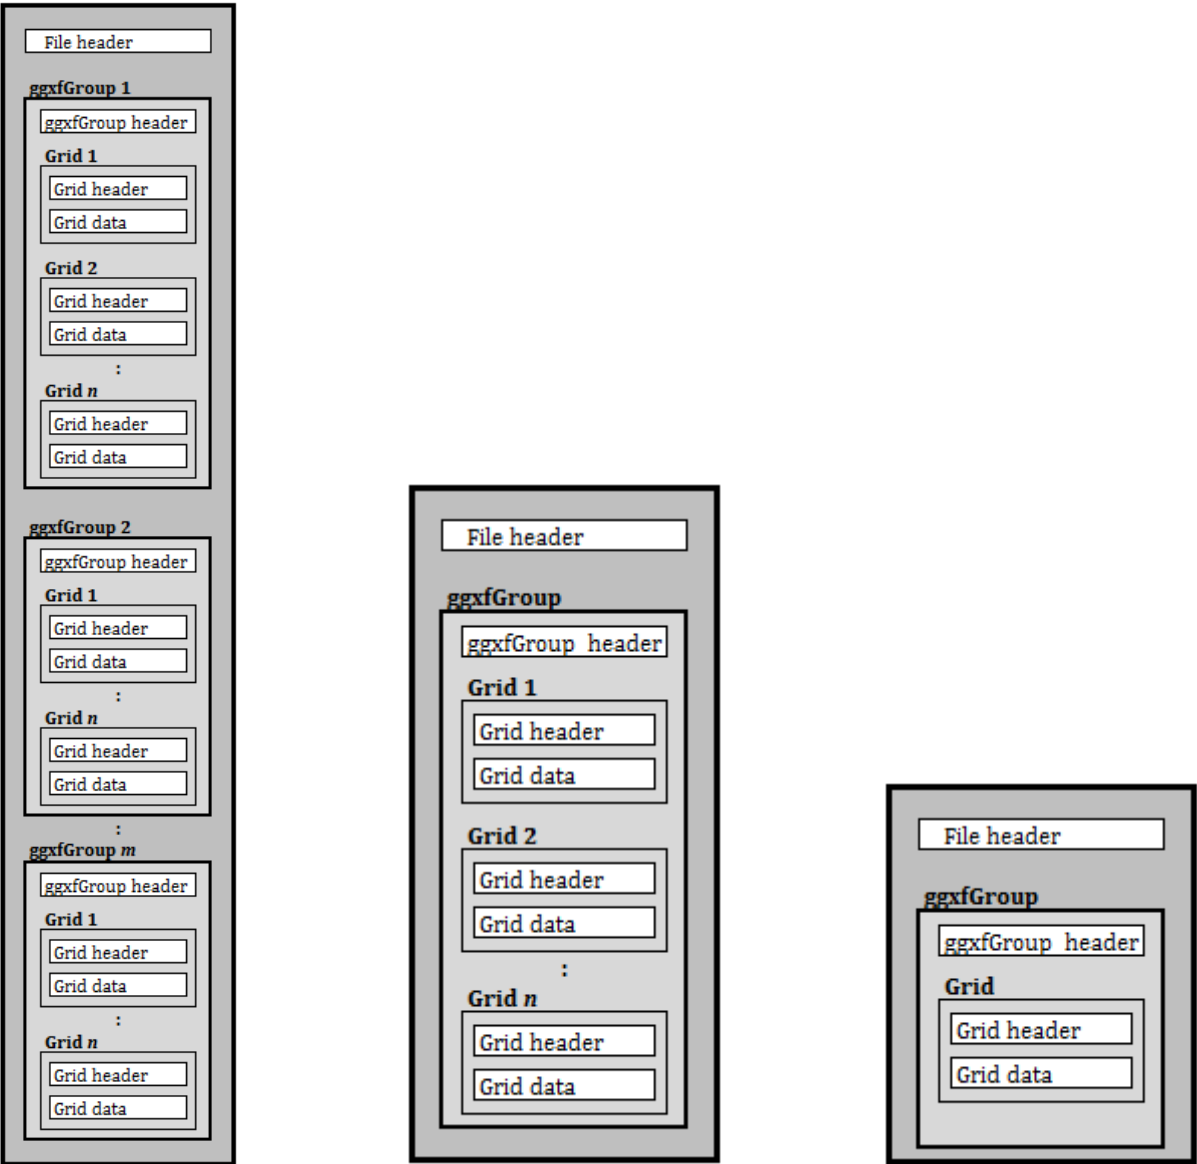 File header
ggxfGroup 1
ggxfGroup header
Grid 1
Grid header
Grid data
Grid 2
Grid header
Grid data
:
Grid n
Grid header
Grid data
ggxfGroup 2
ggxfGroup header
Grid 1
Grid header
Grid data
:
Grid n
Grid header
Grid data
:
ggxfGroup m
ggxfGroup header
Grid 1
Grid header
Grid data
:
Grid n
Grid header
Grid data
File header
ggxfGroup
ggxfGroup header
Grid 1
Grid header
Grid data
Grid 2
Grid header
Grid data
:
Grid n
Grid header
Grid data
File header
ggxfGroup
ggxfGroup header
Grid
Grid header
Grid data